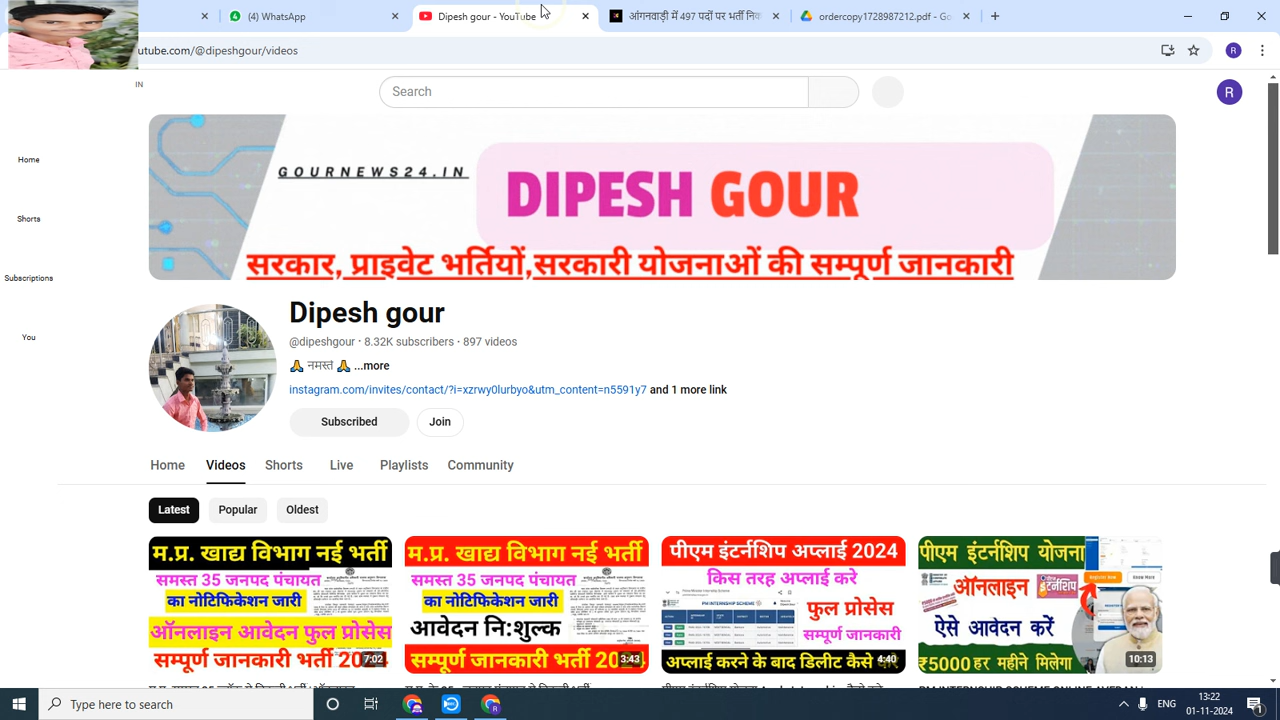 (4) WhatsApp
Dipesh gour - YouTube
आंगनवाड़ी में 497 पदों पर भर्ती
ordercopy1728987212.pdf -
utube.com/@dipeshgour/videos
R
IN
Search
R
Home
Shorts
Subscriptions
You
GOURNEWS24.IN
DIPESH GOUR
सरकार, प्राइवेट भर्तियों,सरकारी योजनाओं की सम्पूर्ण जानकारी
Dipesh gour
@dipeshgour · 8.32K subscribers · 897 videos
🙏 नमस्ते 🙏 ...more
instagram.com/invites/contact/?i=xzrwy0lurbyo&utm_content=n5591y7 and 1 more link
Subscribed
Join
Home
Videos
Shorts
Live
Playlists
Community
Latest
Popular
Oldest
म.प्र. खाद्य विभाग नई भर्ती
समस्त 35 जनपद पंचायत
का नोटिफिकेशन जारी
ऑनलाइन आवेदन फुल प्रोसेस
सम्पूर्ण जानकारी भर्ती
7:02
म.प्र. खाद्य विभाग नई भर्ती
समस्त 35 जनपद पंचायत
का नोटिफिकेशन जारी
आवेदन नि:शुल्क
सम्पूर्ण जानकारी भर्ती
3:43
पीएम इंटर्नशिप अप्लाई 2024
किस तरह अप्लाई करे
PM INTERNSHIP SCHEME
फुल प्रोसेस
सम्पूर्ण जानकारी
अप्लाई करने के बाद डिलीट कैसे
4:40
पीएम इंटर्नशिप योजना
ऑनलाइन
इंटर्नशिप
ऐसे आवेदन करें
₹5000 हर महीने मिलेगा
10:13
Type here to search
ENG
13:22
01-11-2024